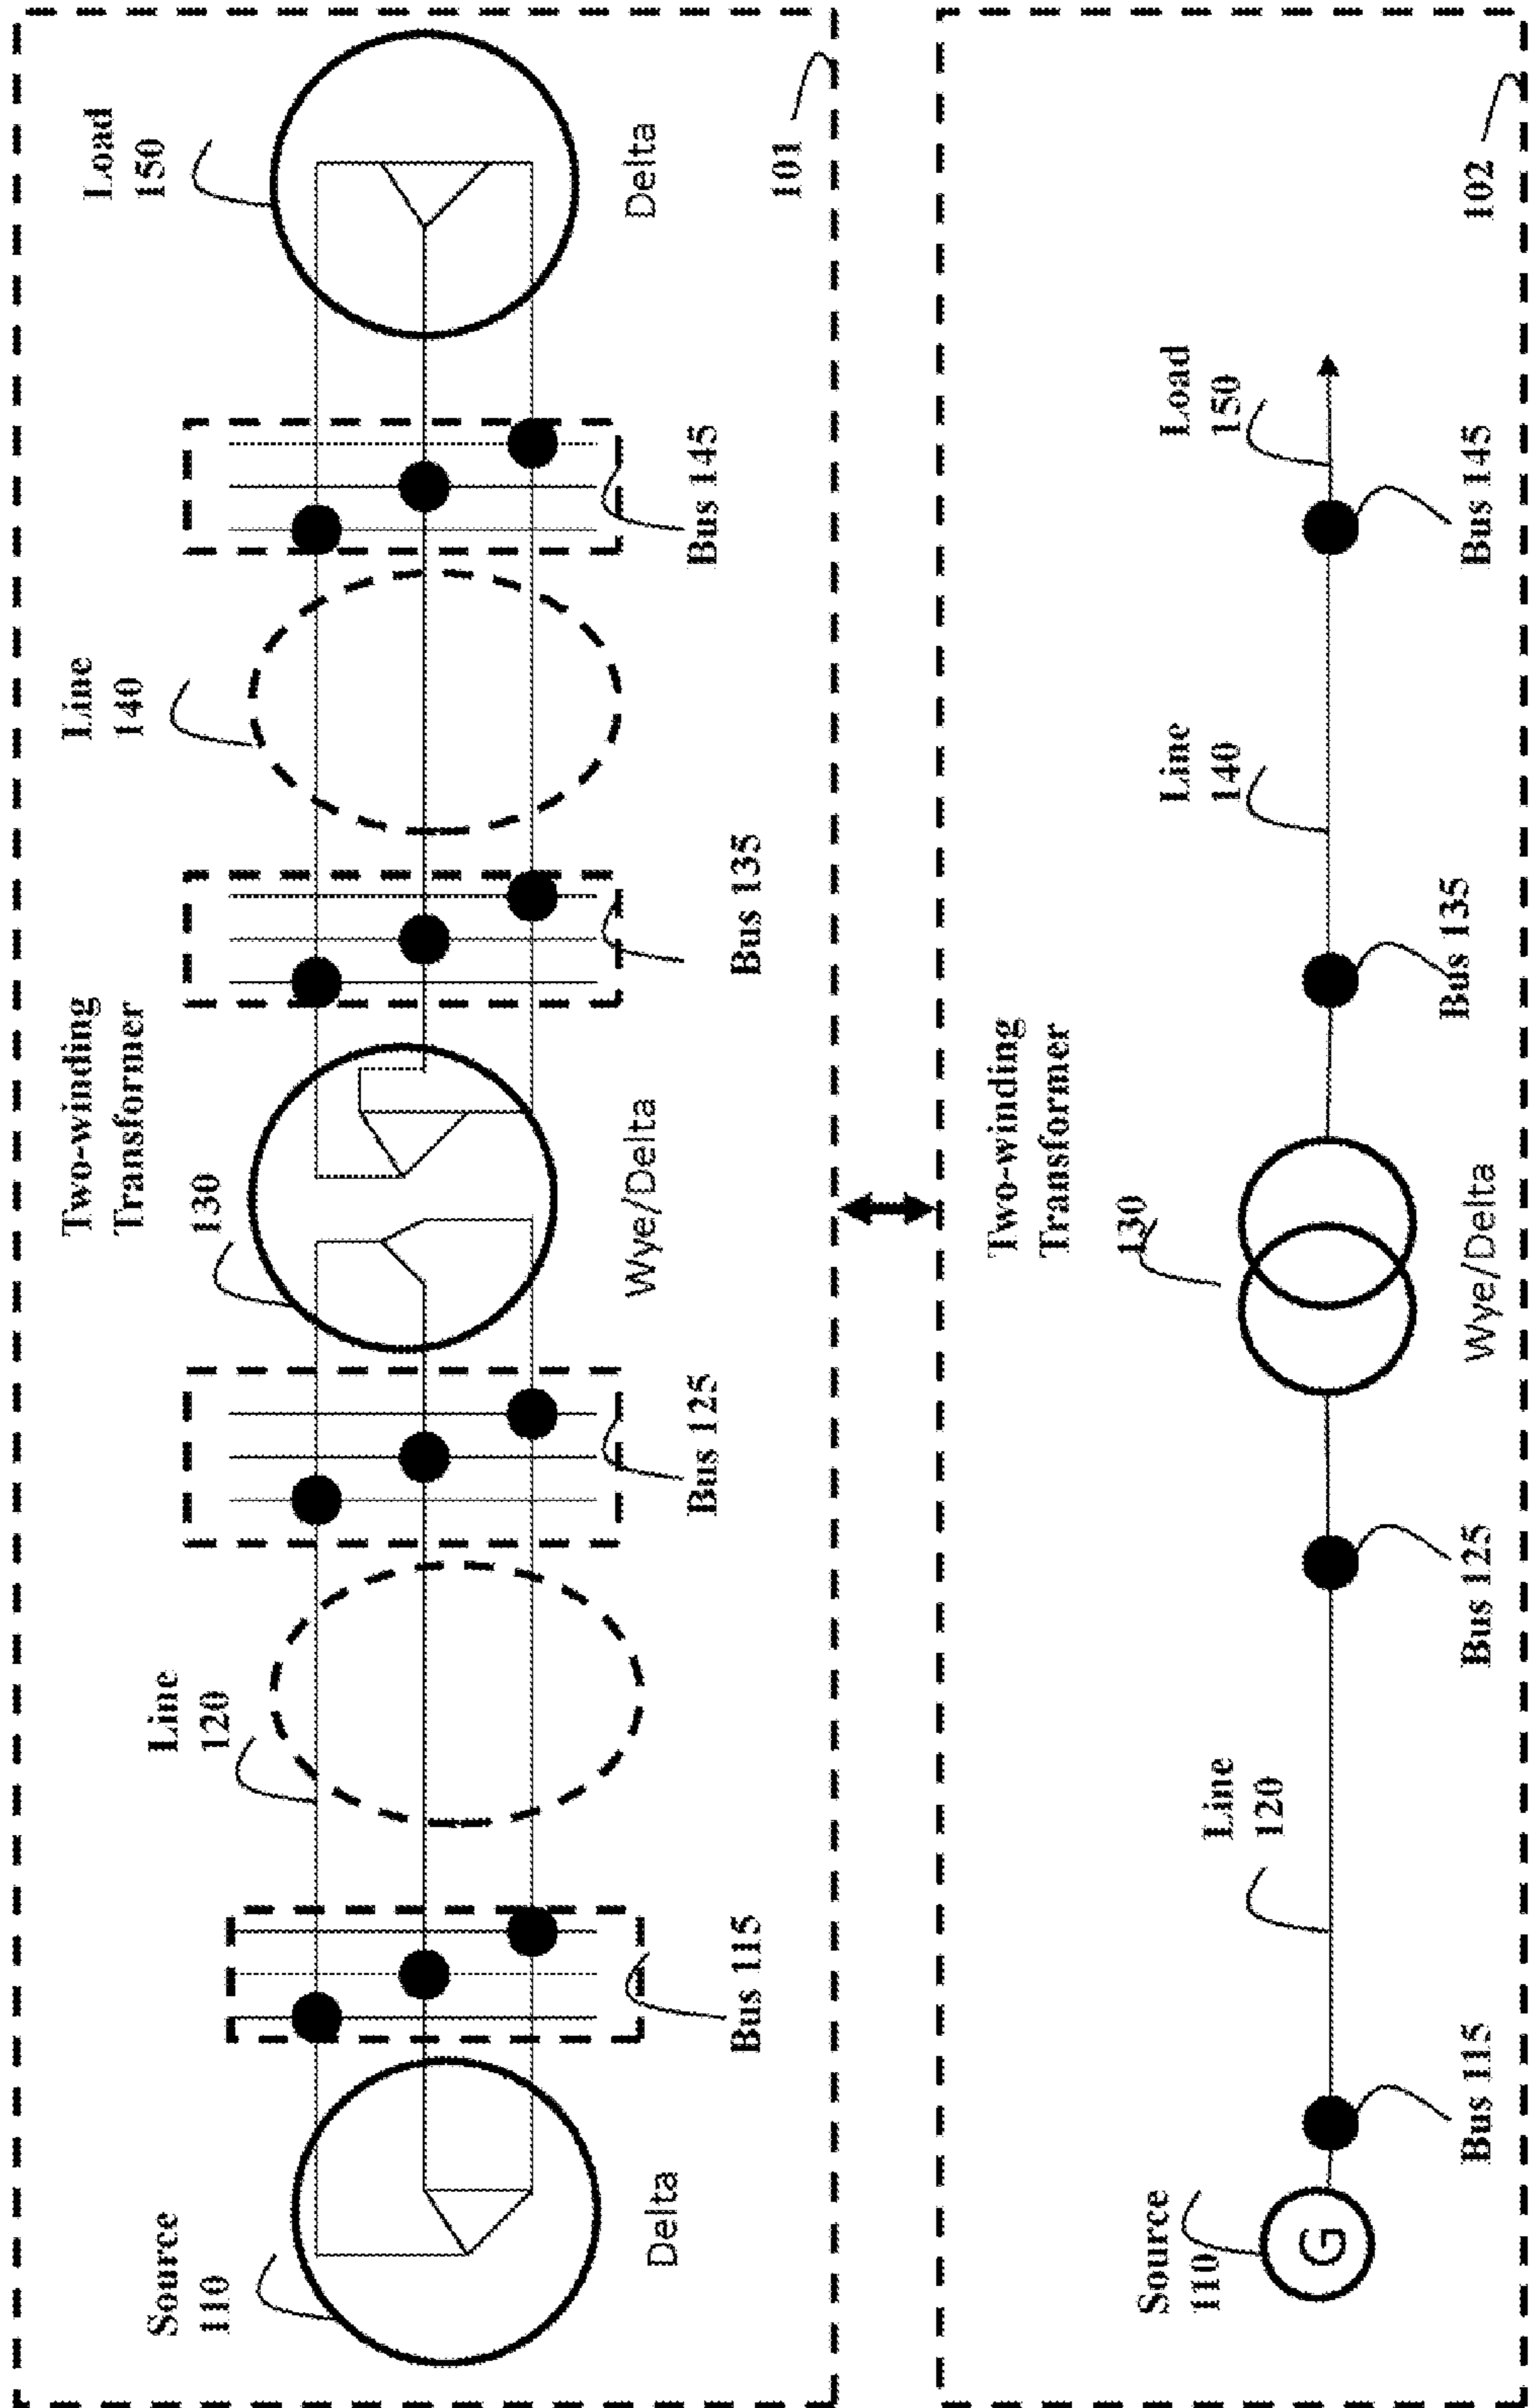 Source
110
Line
120
Two-winding
Transformer
130
Line
140
Load
150
Delta
Bus 115
Bus 125
Wye/Delta
Bus 135
Bus 145
Delta
101
Two-winding
Transformer
130
Source
110
Line
120
Line
140
Load
150
G
Bus 115
Bus 125
Wye/Delta
Bus 135
Bus 145
102